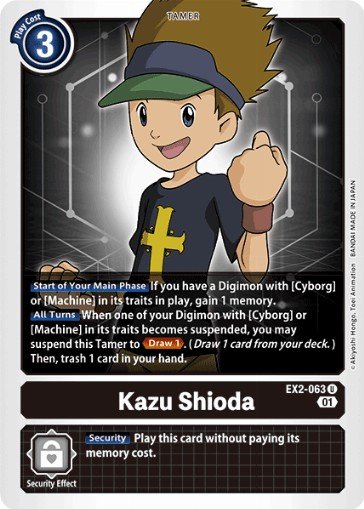 TAMER
Play Cost
3
Start of Your Main Phase If you have a Digimon with [Cyborg]
or [Machine] in its traits in play, gain 1 memory.
All Turns When one of your Digimon with [Cyborg] or
[Machine] in its traits becomes suspended, you may
suspend this Tamer to Draw 1. (Draw 1 card from your deck.)
Then, trash 1 card in your hand.
©Akiyoshi Hongo, Toei Animation BANDAI MADE IN JAPAN
EX2-063 U
01
Kazu Shioda
Security Play this card without paying its
memory cost.
Security Effect